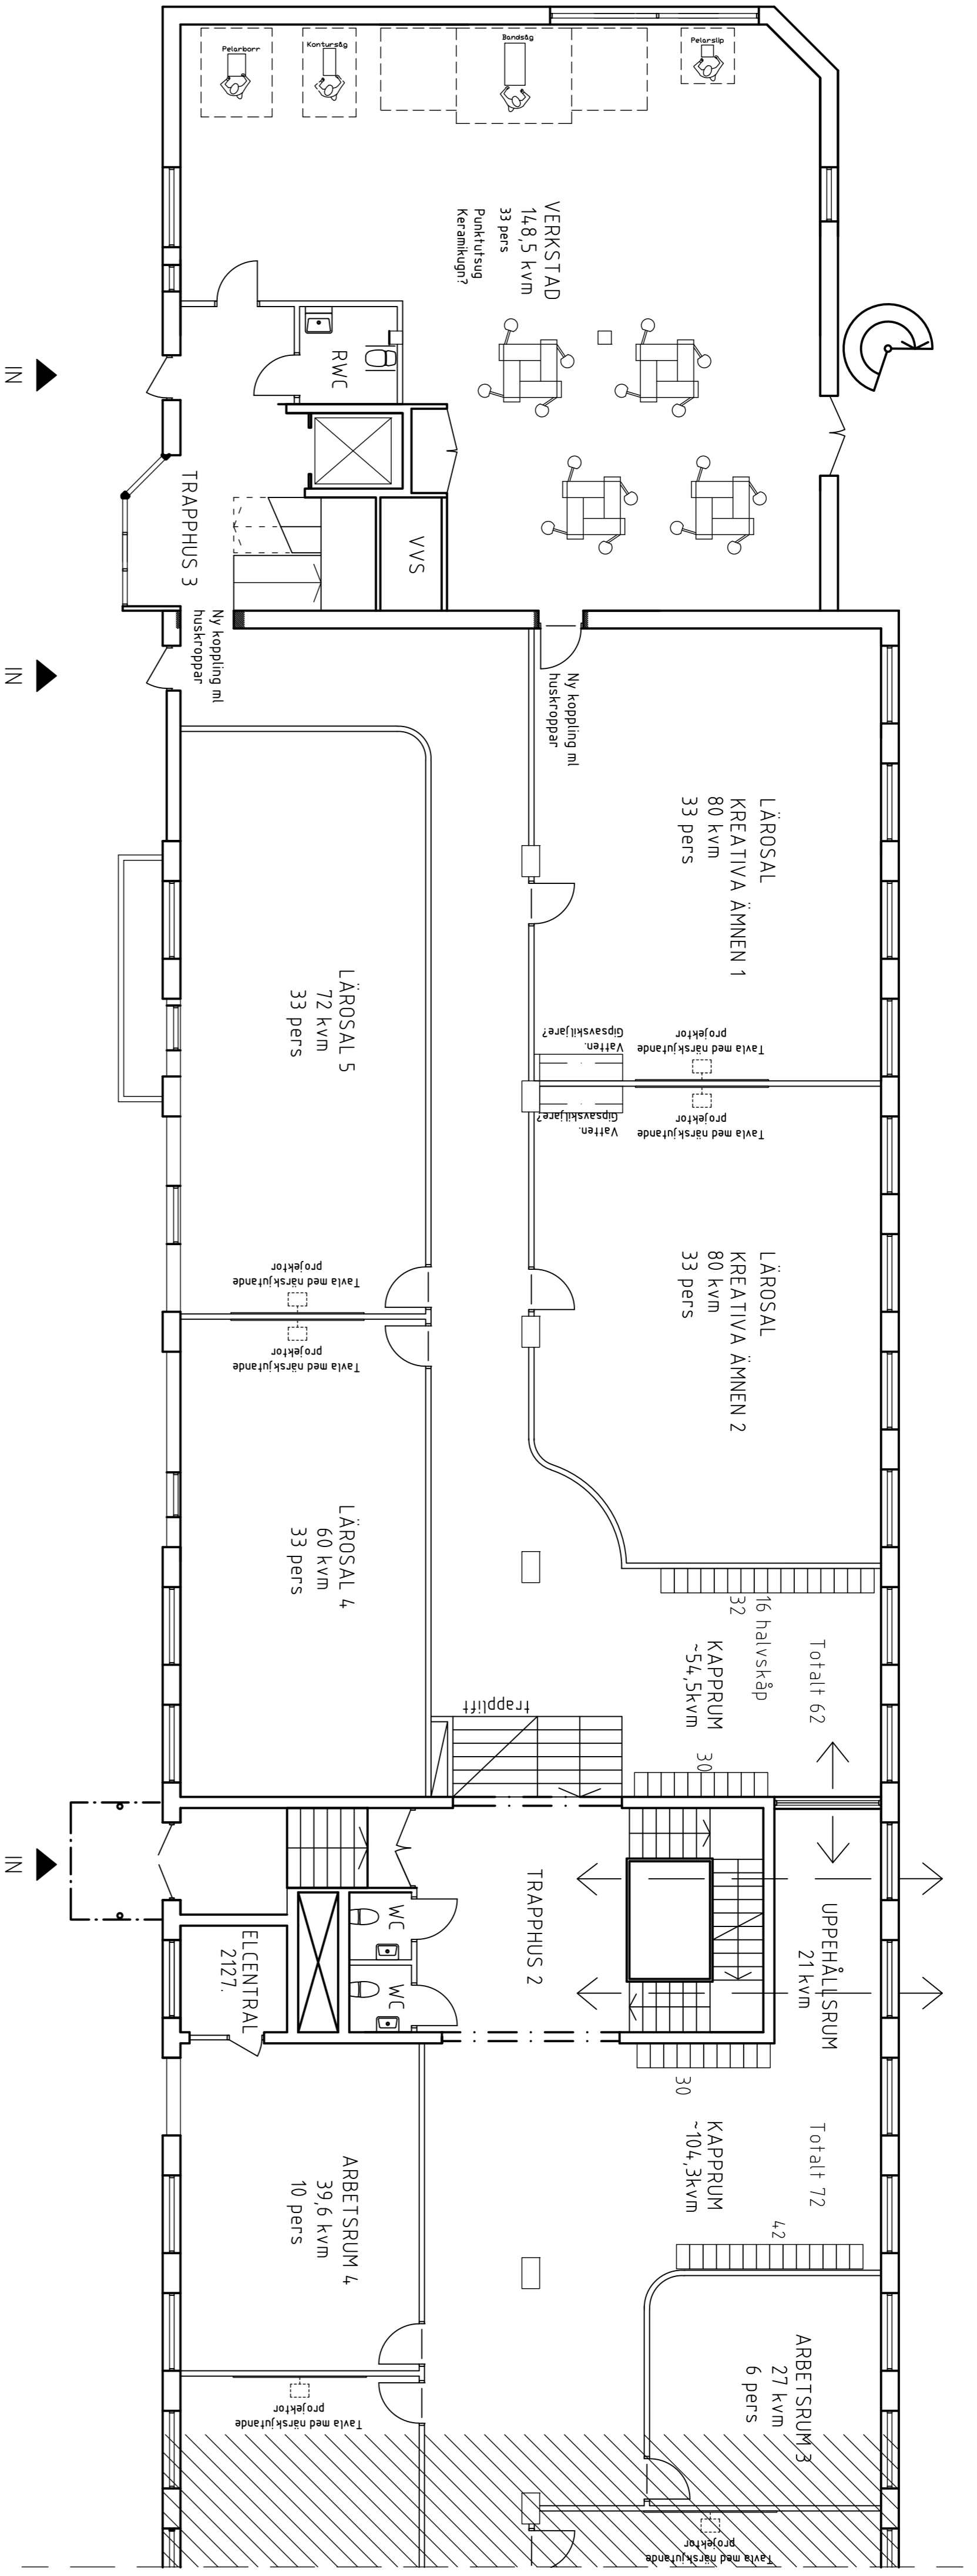 Pelarborr
Kontursåg
Bandsåg
Pelarslip
VERKSTAD
148,5 kvm
33 pers
Punktutsug
Keramikugn?
RWC
IN
TRAPPHUS 3
VVS
Ny koppling ml
huskroppar
IN
Ny koppling ml
huskroppar
LÄROSAL
KREATIVA ÄMNEN 1
80 kvm
33 pers
LÄROSAL 5
72 kvm
33 pers
Vatten.
Gipsavskiljare?
Tavla med närskjutande
projektor
Vatten.
Gipsavskiljare?
Tavla med närskjutande
projektor
LÄROSAL
KREATIVA ÄMNEN 2
80 kvm
33 pers
Tavla med närskjutande
projektor
Tavla med närskjutande
projektor
LÄROSAL 4
60 kvm
33 pers
16 halvskåp
32
Totalt 62
KAPPRUM
~54,5kvm
30
trapplift
IN
TRAPPHUS 2
WC
WC
ELCENTRAL
2127.
UPPEHÅLLSRUM
21 kvm
30
KAPPRUM
~104,3kvm
Totalt 72
42
ARBETSRUM 4
39,6 kvm
10 pers
ARBETSRUM 3
27 kvm
6 pers
Tavla med närskjutande
projektor
Tavla med närskjutande
projektor